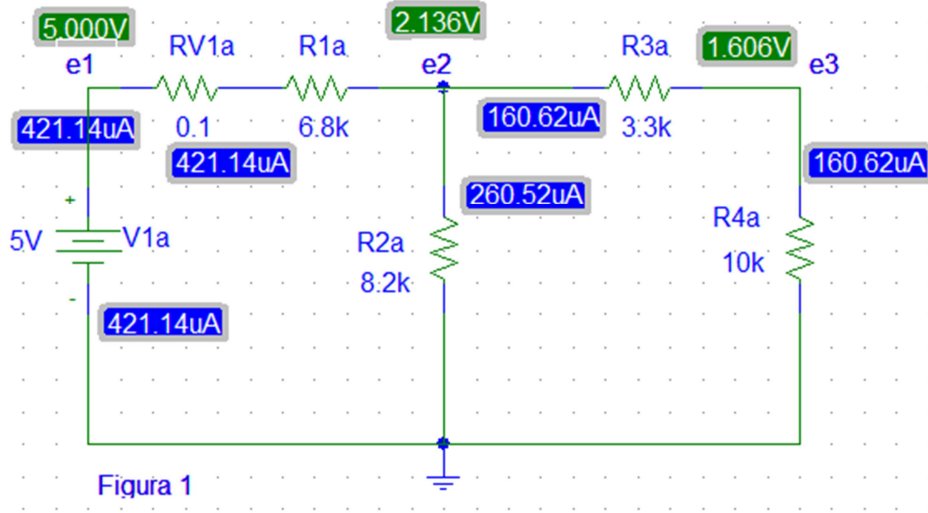 5.000V
2.136V
1.606V
e1
RV1a
R1a
e2
R3a
e3
421.14uA
0.1
6.8k
160.62uA
3.3k
421.14uA
160.62uA
260.52uA
+
5V
V1a
R2a
8.2k
R4a
10k
-
421.14uA
Figura 1